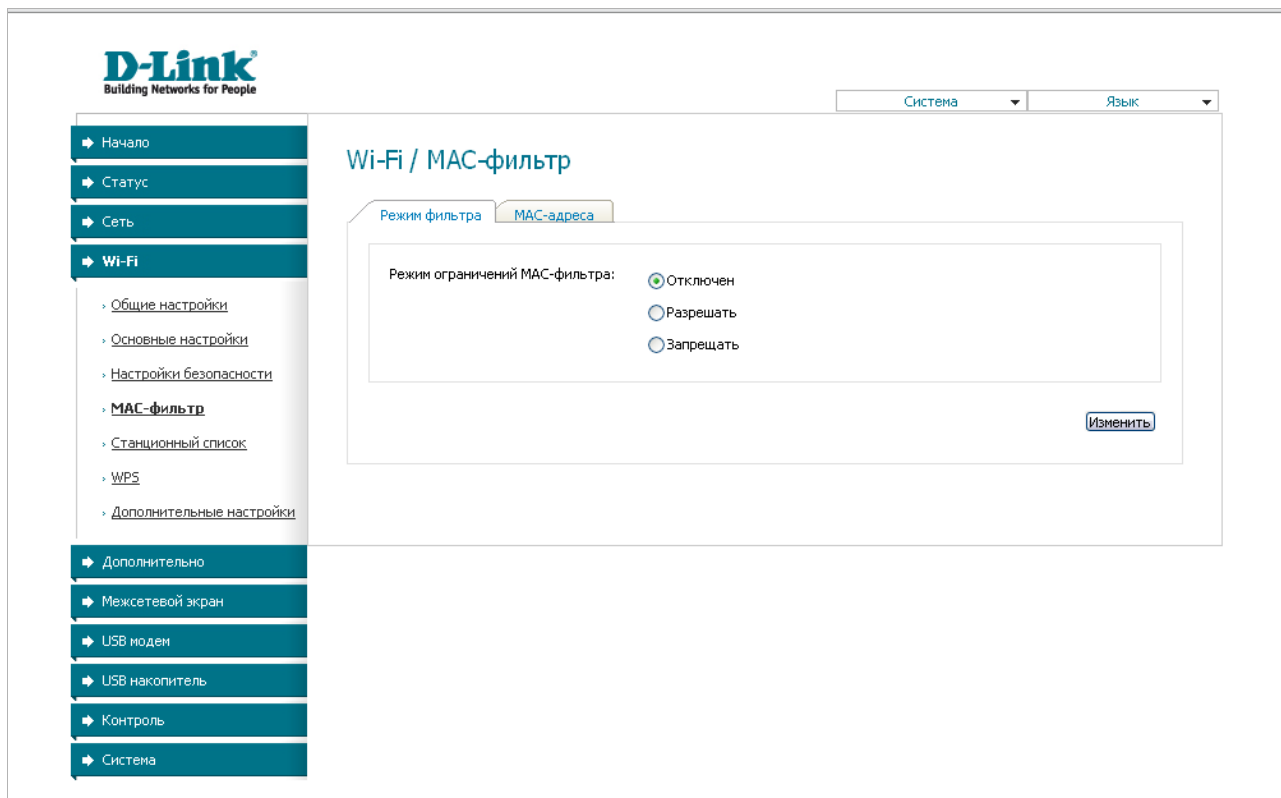 D-Link
Building Networks for People
Система
Язык
Начало
Статус
Сеть
Wi-Fi
Общие настройки
Основные настройки
Настройки безопасности
MAC-фильтр
Станционный список
WPS
Дополнительные настройки
Дополнительно
Межсетевой экран
USB модем
USB накопитель
Контроль
Система
Wi-Fi / MAC-фильтр
Режим фильтра
MAC-адреса
Режим ограничений MAC-фильтра:
Отключен
Разрешать
Запрещать
Изменить